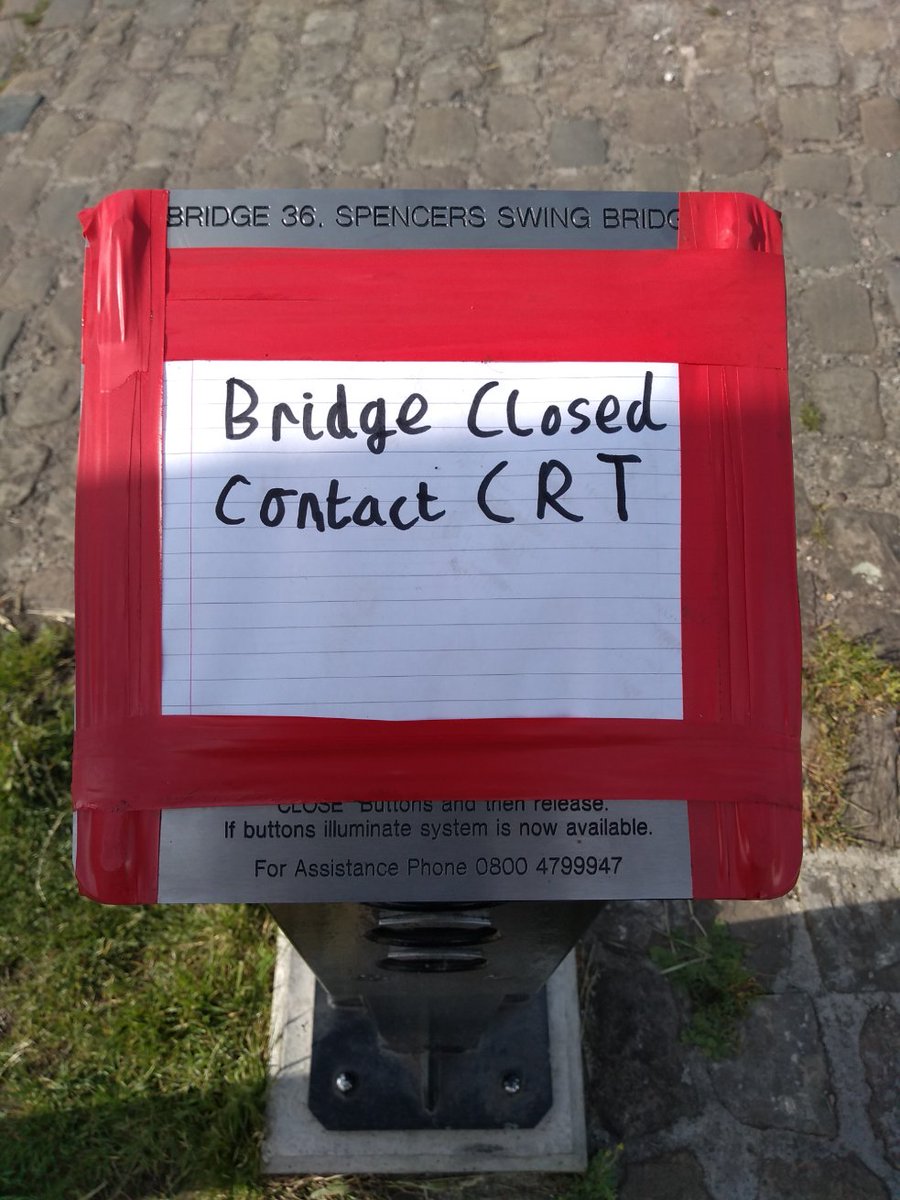 BRIDGE 36. SPENCERS SWING BRIDG
Bridge Closed
Contact CRT
CLOSE" Buttons and then release.
If buttons illuminate system is now available.
For Assistance Phone 0800 4799947